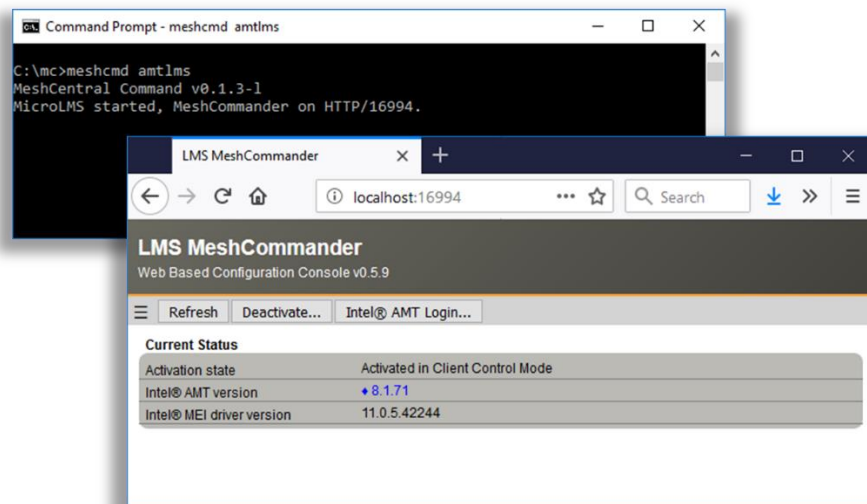 Command Prompt - meshcmd amtlms
C:\mc>meshcmd amtlms
MeshCentral Command v0.1.3-l
MicroLMS started, MeshCommander on HTTP/16994.
LMS MeshCommander
localhost:16994
Search
LMS MeshCommander
Web Based Configuration Console v0.5.9
Refresh Deactivate... Intel® AMT Login...
Current Status
Activation state Activated in Client Control Mode
Intel® AMT version ♦ 8.1.71
Intel® MEI driver version 11.0.5.42244